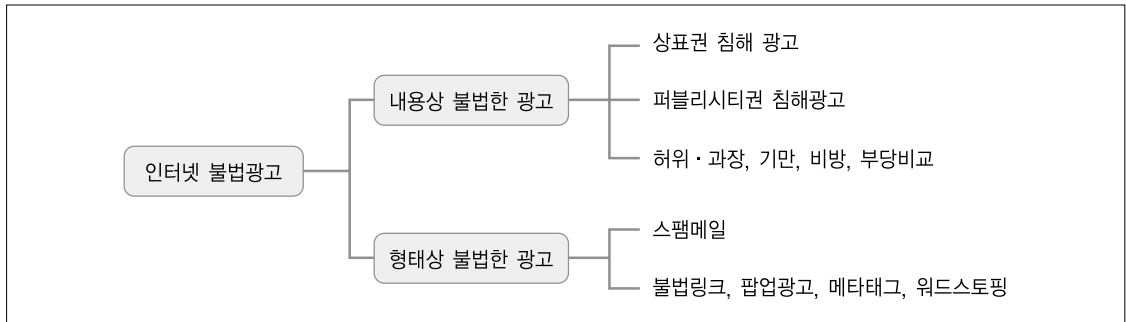 인터넷 불법광고
내용상 불법한 광고
상표권 침해 광고
퍼블리시티권 침해광고
허위·과장, 기만, 비방, 부당비교
형태상 불법한 광고
스팸메일
불법링크, 팝업광고, 메타태그, 워드스토핑